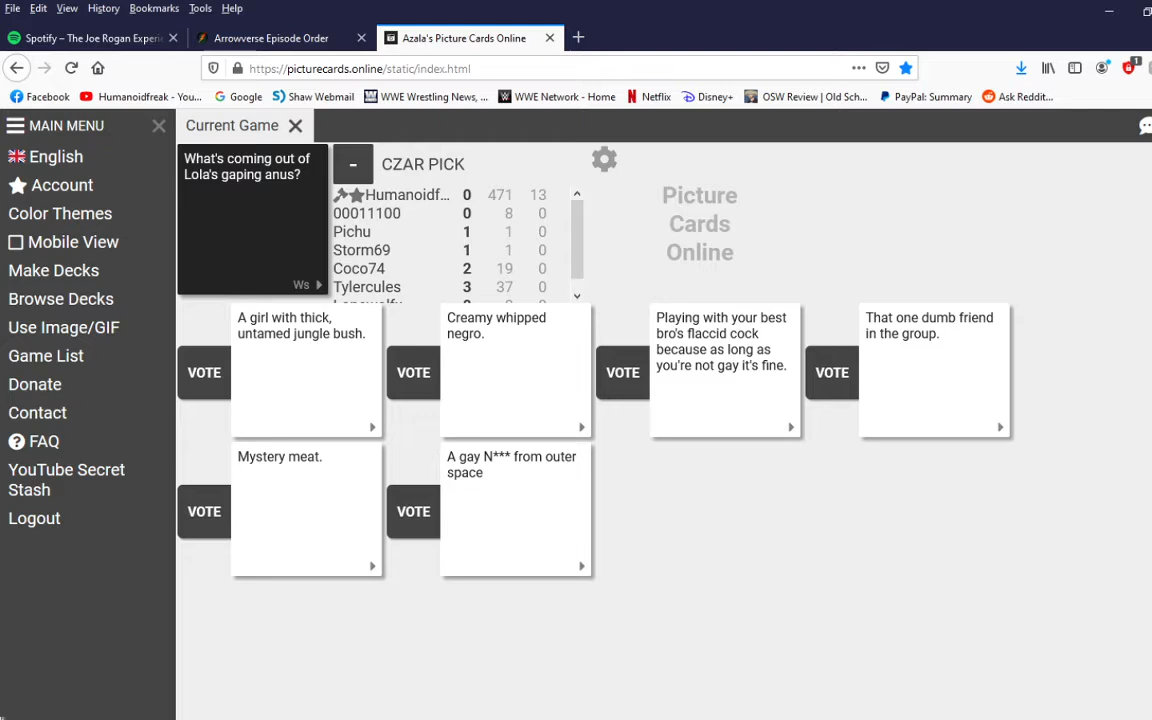 File Edit View History Bookmarks Tools Help
Spotify – The Joe Rogan Experi
Arrowverse Episode Order
Azala's Picture Cards Online
https://picturecards.online/static/index.html
1
Facebook
Humanoidfreak - You...
Google
Shaw Webmail
WWE Wrestling News, ...
WWE Network - Home
Netflix
Disney+
OSW Review | Old Sch...
PayPal: Summary
Ask Reddit...
MAIN MENU
English
Account
Color Themes
Mobile View
Make Decks
Browse Decks
Use Image/GIF
Game List
Donate
Contact
FAQ
YouTube Secret
Stash
Logout
Current Game
What's coming out of
Lola's gaping anus?
Ws
-
CZAR PICK
Humanoidf... 0 471 13
00011100 0 8 0
Pichu 1 1 0
Storm69 1 1 0
Coco74 2 19 0
Tylercules 3 37 0
Picture
Cards
Online
VOTE
A girl with thick,
untamed jungle bush.
VOTE
Creamy whipped
negro.
VOTE
Playing with your best
bro's flaccid cock
because as long as
you're not gay it's fine.
VOTE
That one dumb friend
in the group.
VOTE
Mystery meat.
VOTE
A gay N*** from outer
space